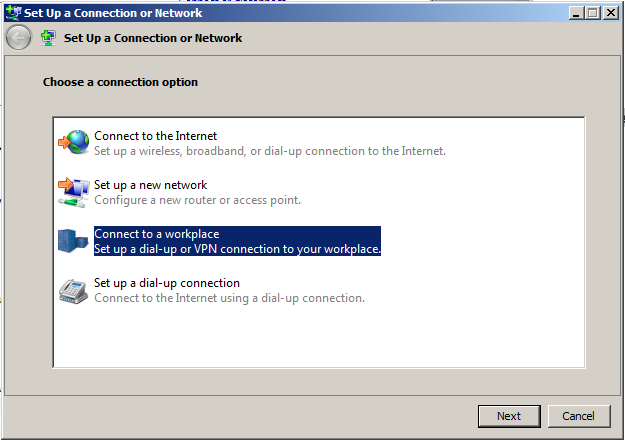 Set Up a Connection or Network
Set Up a Connection or Network
Choose a connection option
Connect to the Internet
Set up a wireless, broadband, or dial-up connection to the Internet.
Set up a new network
Configure a new router or access point.
Connect to a workplace
Set up a dial-up or VPN connection to your workplace.
Set up a dial-up connection
Connect to the Internet using a dial-up connection.
Next
Cancel